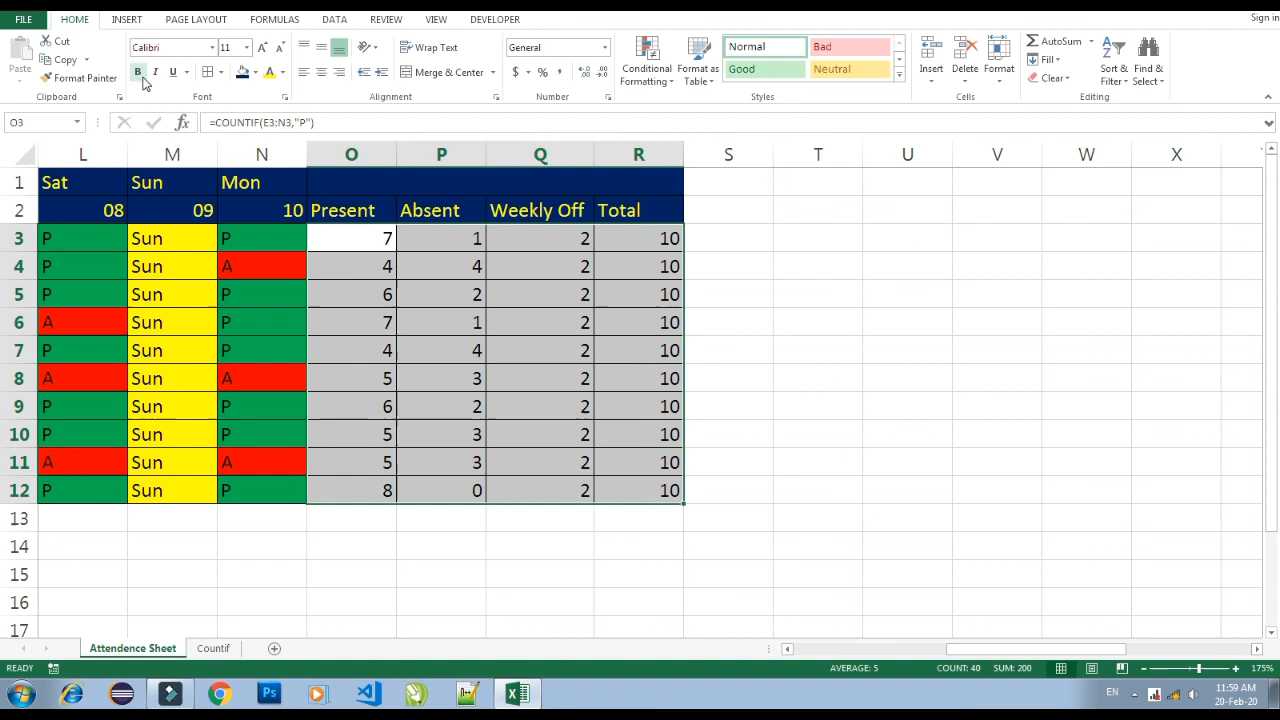 FILE HOME INSERT PAGE LAYOUT FORMULAS DATA REVIEW VIEW DEVELOPER Sign in
Cut Calibri 11 A A Wrap Text General Normal Bad AutoSum
Copy Fill
Paste Format Painter B I U A Merge & Center $ % , Conditional Formatting Format as Table Good Neutral Insert Delete Format Clear Sort & Filter Find & Select
Clipboard Font Alignment Number Styles Cells Editing
O3 fx =COUNTIF(E3:N3,"P")
L M N O P Q R S T U V W X
1 Sat Sun Mon
2 08 09 10 Present Absent Weekly Off Total
3 P Sun P 7 1 2 10
4 P Sun A 4 4 2 10
5 P Sun P 6 2 2 10
6 A Sun P 7 1 2 10
7 P Sun P 4 4 2 10
8 A Sun A 5 3 2 10
9 P Sun P 6 2 2 10
10 P Sun P 5 3 2 10
11 A Sun A 5 3 2 10
12 P Sun P 8 0 2 10
13
14
15
16
17
Attendence Sheet Countif
READY AVERAGE: 5 COUNT: 40 SUM: 200 175%
Ps EN 11:59 AM
20-Feb-20